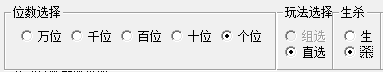 位数选择 玩法选择 生杀
万位 千位 百位 十位 个位 组选 生
直选 杀